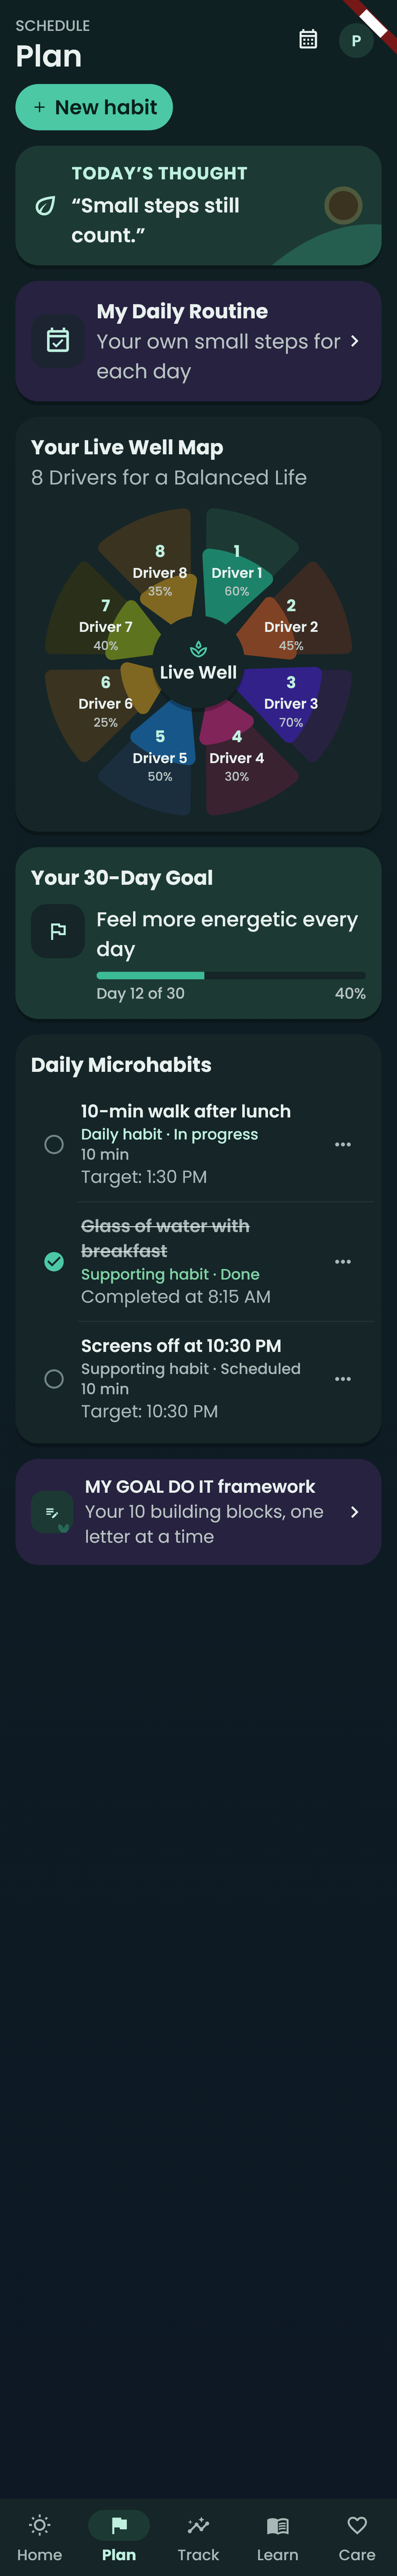 SCHEDULE
Plan
P
+ New habit
TODAY'S THOUGHT
“Small steps still
count.”
My Daily Routine
Your own small steps for
each day
Your Live Well Map
8 Drivers for a Balanced Life
8
Driver 8
35%
1
Driver 1
60%
7
Driver 7
40%
2
Driver 2
45%
Live Well
6
Driver 6
25%
3
Driver 3
70%
5
Driver 5
50%
4
Driver 4
30%
Your 30-Day Goal
Feel more energetic every
day
Day 12 of 30
40%
Daily Microhabits
10-min walk after lunch
Daily habit · In progress
10 min
Target: 1:30 PM
Glass of water with
breakfast
Supporting habit · Done
Completed at 8:15 AM
Screens off at 10:30 PM
Supporting habit · Scheduled
10 min
Target: 10:30 PM
MY GOAL DO IT framework
Your 10 building blocks, one
letter at a time
Home
Plan
Track
Learn
Care